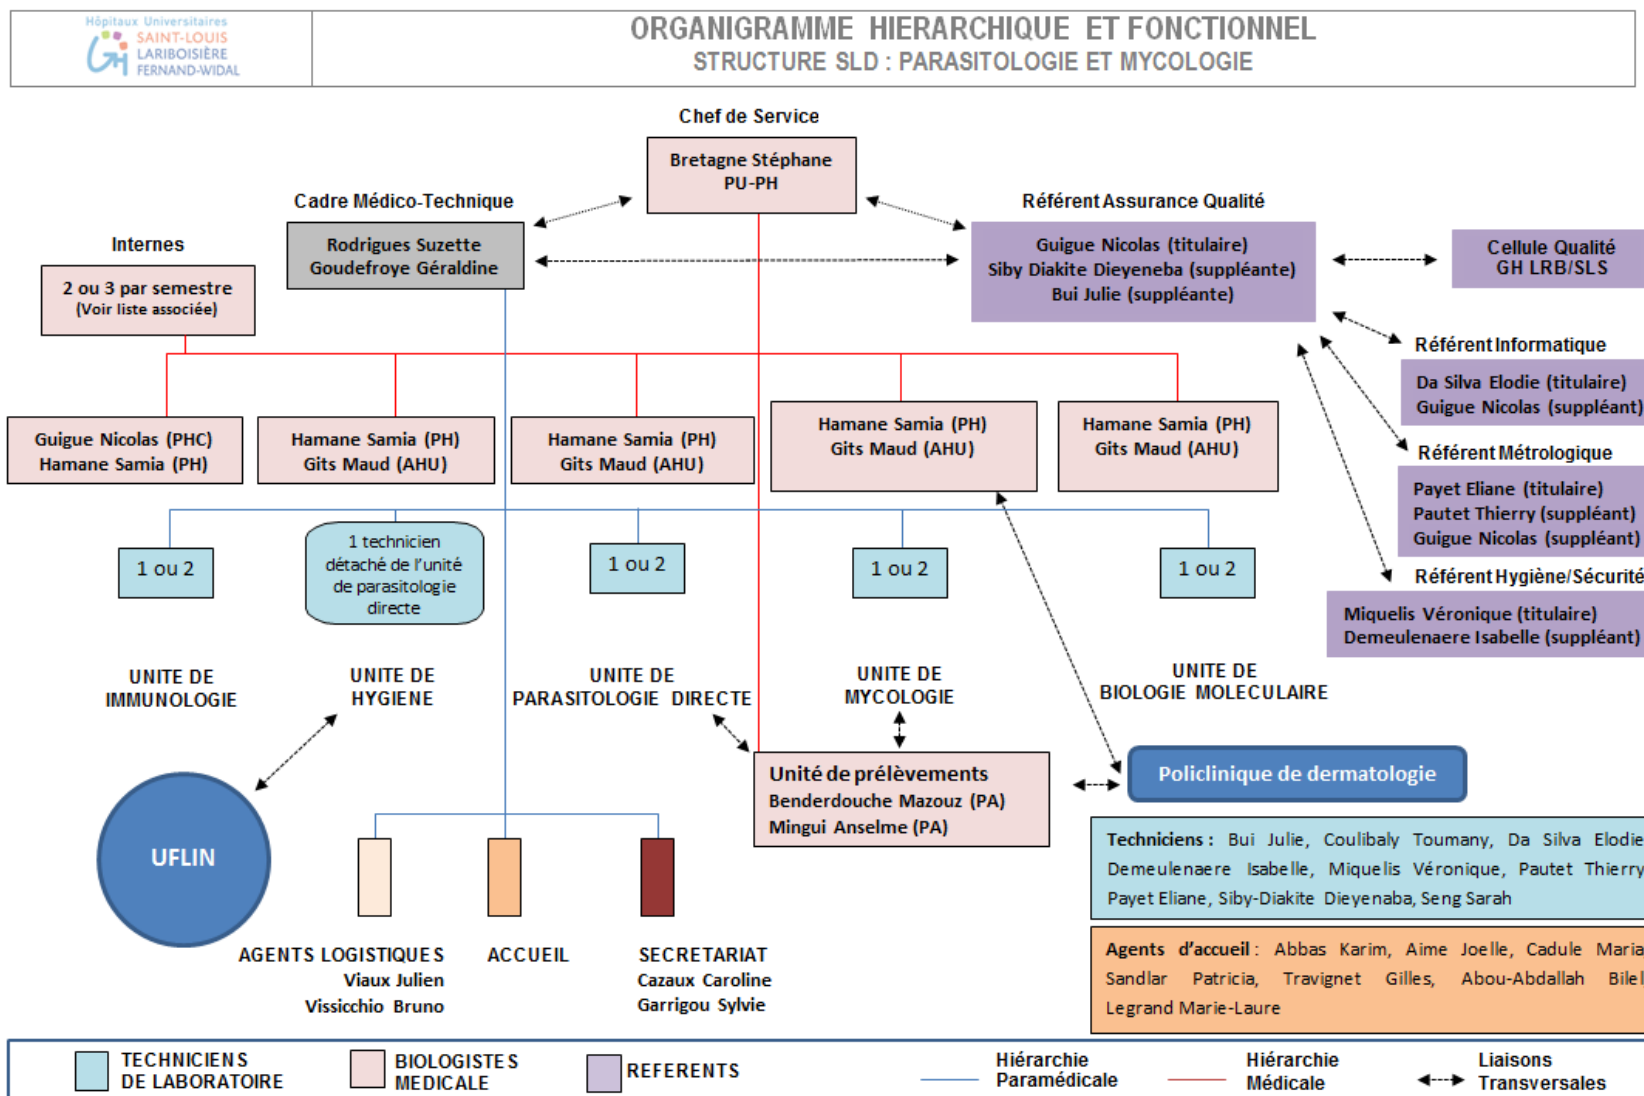 Hôpitaux Universitaires
SAINT-LOUIS
LARIBOISIÈRE
FERNAND-WIDAL
ORGANIGRAMME HIERARCHIQUE ET FONCTIONNEL
STRUCTURE SLD : PARASITOLOGIE ET MYCOLOGIE
Chef de Service
Bretagne Stéphane
PU-PH
Cadre Médico-Technique
Rodrigues Suzette
Goudefroye Géraldine
Référent Assurance Qualité
Guigue Nicolas (titulaire)
Siby Diakite Dieyeneba (suppléante)
Bui Julie (suppléante)
Cellule Qualité
GH LRB/SLS
Internes
2 ou 3 par semestre
(Voir liste associée)
Référent Informatique
Da Silva Elodie (titulaire)
Guigue Nicolas (suppléant)
Référent Métrologique
Payet Eliane (titulaire)
Pautet Thierry (suppléant)
Guigue Nicolas (suppléant)
Référent Hygiène/Sécurité
Miquelis Véronique (titulaire)
Demeulenaere Isabelle (suppléant)
Guigue Nicolas (PHC)
Hamane Samia (PH)
Hamane Samia (PH)
Gits Maud (AHU)
Hamane Samia (PH)
Gits Maud (AHU)
Hamane Samia (PH)
Gits Maud (AHU)
Hamane Samia (PH)
Gits Maud (AHU)
1 ou 2
1 technicien
détaché de l'unité
de parasitologie
directe
1 ou 2
1 ou 2
1 ou 2
UNITE DE
IMMUNOLOGIE
UNITE DE
HYGIENE
UNITE DE
PARASITOLOGIE DIRECTE
UNITE DE
MYCOLOGIE
UNITE DE
BIOLOGIE MOLECULAIRE
UFLIN
Unité de prélèvements
Benderdouche Mazouz (PA)
Mingui Anselme (PA)
Policlinique de dermatologie
Techniciens : Bui Julie, Coulibaly Toumany, Da Silva Elodie
Demeulenaere Isabelle, Miquelis Véronique, Pautet Thierry
Payet Eliane, Siby-Diakite Dieyenaba, Seng Sarah
Agents d'accueil : Abbas Karim, Aime Joelle, Cadule Maria
Sandlar Patricia, Travignet Gilles, Abou-Abdallah Bilel
Legrand Marie-Laure
AGENTS LOGISTIQUES
Viaux Julien
Vissicchio Bruno
ACCUEIL
SECRETARIAT
Cazaux Caroline
Garrigou Sylvie
TECHNICIENS
DE LABORATOIRE
BIOLOGISTES
MEDICALE
REFERENTS
Hiérarchie
Paramédicale
Hiérarchie
Médicale
Liaisons
Transversales